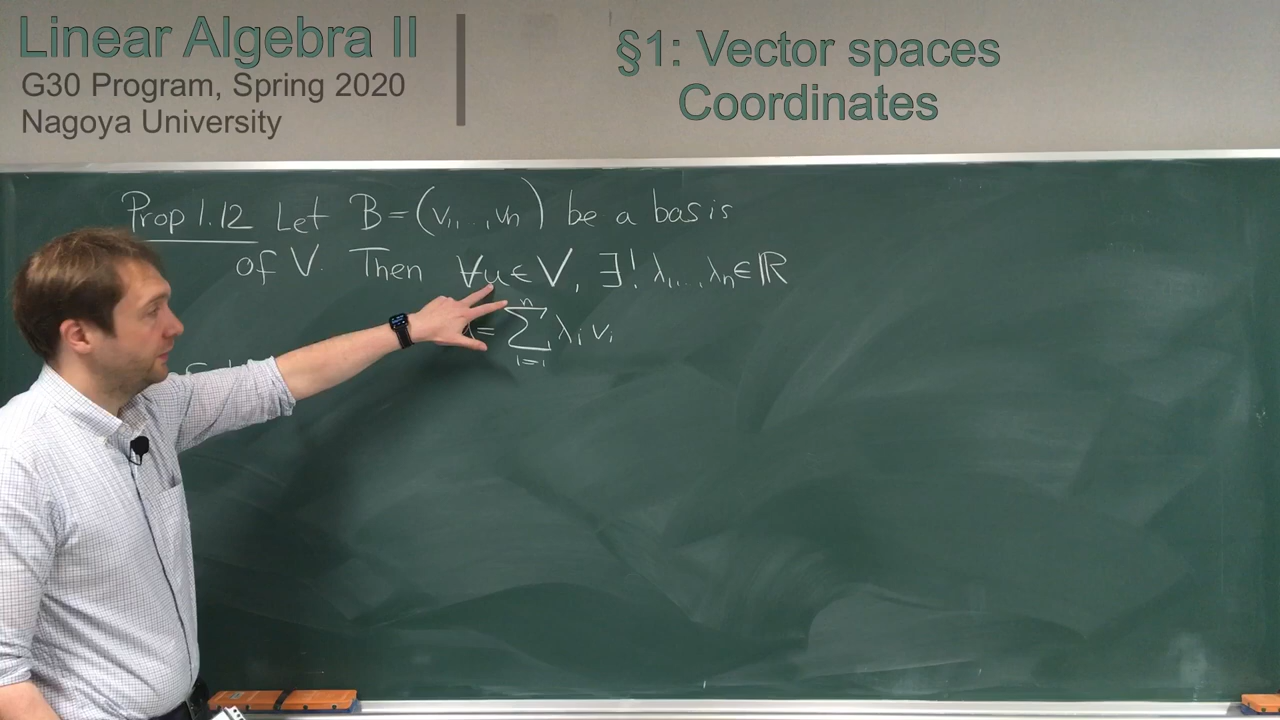 Linear Algebra II
G30 Program, Spring 2020
Nagoya University
§1: Vector spaces
Coordinates
Prop 1.12 Let B=(v₁,..,vₙ) be a basis
of V. Then ∀u∈V, ∃! λ₁,..,λₙ∈ℝ
= ∑ᵢ₌₁ⁿ λᵢ vᵢ